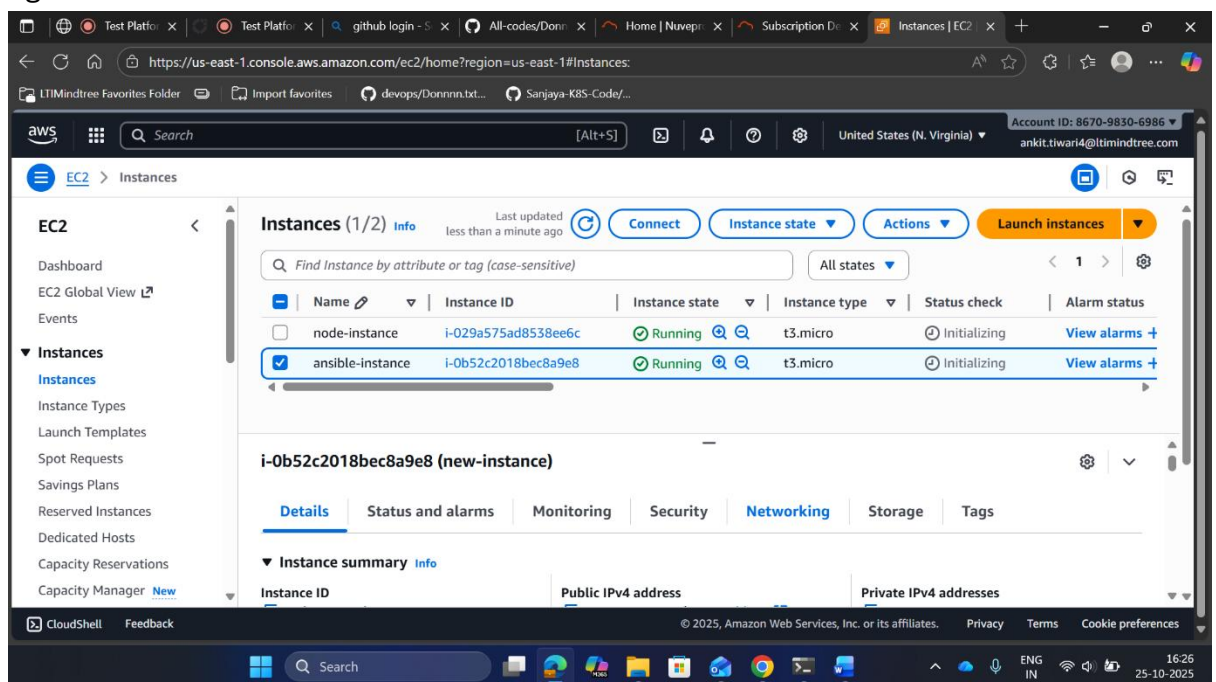 Test Platfor
Test Platfor
github login - S
All-codes/Donn
Home | Nuvepro
Subscription De
Instances | EC2
https://us-east-1.console.aws.amazon.com/ec2/home?region=us-east-1#Instances:
LTIMindtree Favorites Folder
Import favorites
devops/Donnnn.txt...
Sanjaya-K8S-Code/...
aws
Search
[Alt+S]
United States (N. Virginia)
Account ID: 8670-9830-6986
ankit.tiwari4@ltimindtree.com
EC2 > Instances
EC2
Dashboard
EC2 Global View
Events
Instances
Instances
Instance Types
Launch Templates
Spot Requests
Savings Plans
Reserved Instances
Dedicated Hosts
Capacity Reservations
Capacity Manager New
Instances (1/2) Info
Last updated
less than a minute ago
Connect
Instance state
Actions
Launch instances
Find Instance by attribute or tag (case-sensitive)
All states
1
Name Instance ID Instance state Instance type Status check Alarm status
node-instance i-029a575ad8538ee6c Running t3.micro Initializing View alarms +
ansible-instance i-0b52c2018bec8a9e8 Running t3.micro Initializing View alarms +
i-0b52c2018bec8a9e8 (new-instance)
Details Status and alarms Monitoring Security Networking Storage Tags
Instance summary Info
Instance ID Public IPv4 address Private IPv4 addresses
CloudShell Feedback © 2025, Amazon Web Services, Inc. or its affiliates. Privacy Terms Cookie preferences
Search
ENG
IN
16:26
25-10-2025